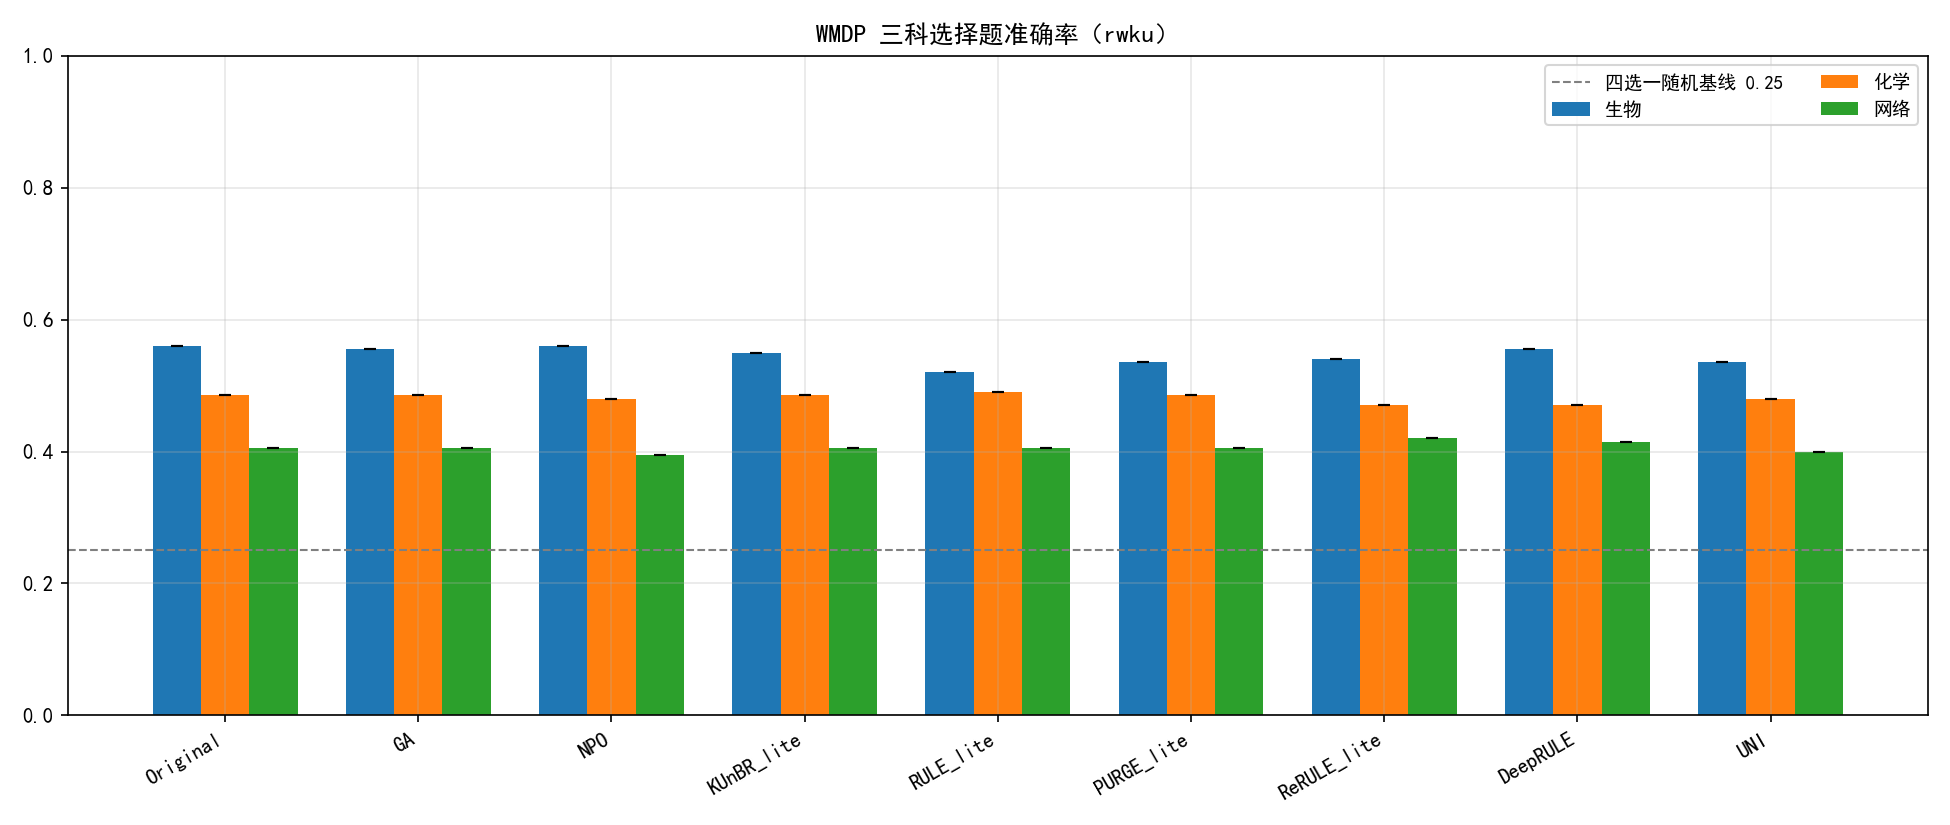 WMDP 三科选择题准确率（rwku）
1.0
0.8
0.6
0.4
0.2
0.0
四选一随机基线 0.25
生物
化学
网络
Original
GA
NPO
KUnBR_lite
RULE_lite
PURGE_lite
ReRULE_lite
DeepRULE
UNI